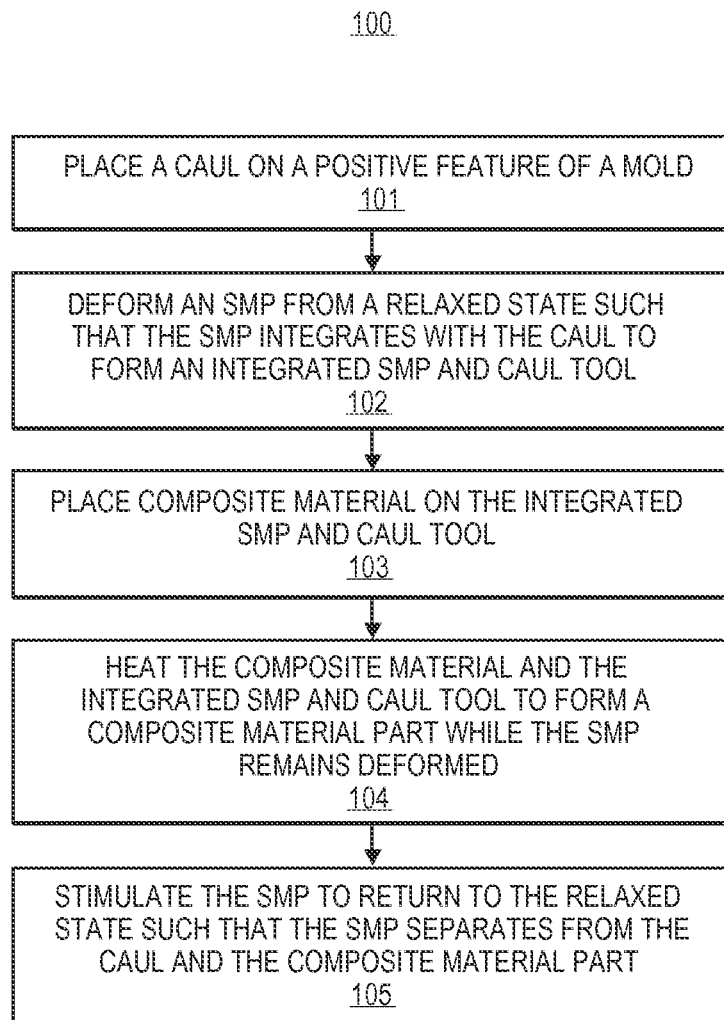 100
PLACE A CAUL ON A POSITIVE FEATURE OF A MOLD
101
DEFORM AN SMP FROM A RELAXED STATE SUCH
THAT THE SMP INTEGRATES WITH THE CAUL TO
FORM AN INTEGRATED SMP AND CAUL TOOL
102
PLACE COMPOSITE MATERIAL ON THE INTEGRATED
SMP AND CAUL TOOL
103
HEAT THE COMPOSITE MATERIAL AND THE
INTEGRATED SMP AND CAUL TOOL TO FORM A
COMPOSITE MATERIAL PART WHILE THE SMP
REMAINS DEFORMED
104
STIMULATE THE SMP TO RETURN TO THE RELAXED
STATE SUCH THAT THE SMP SEPARATES FROM THE
CAUL AND THE COMPOSITE MATERIAL PART
105